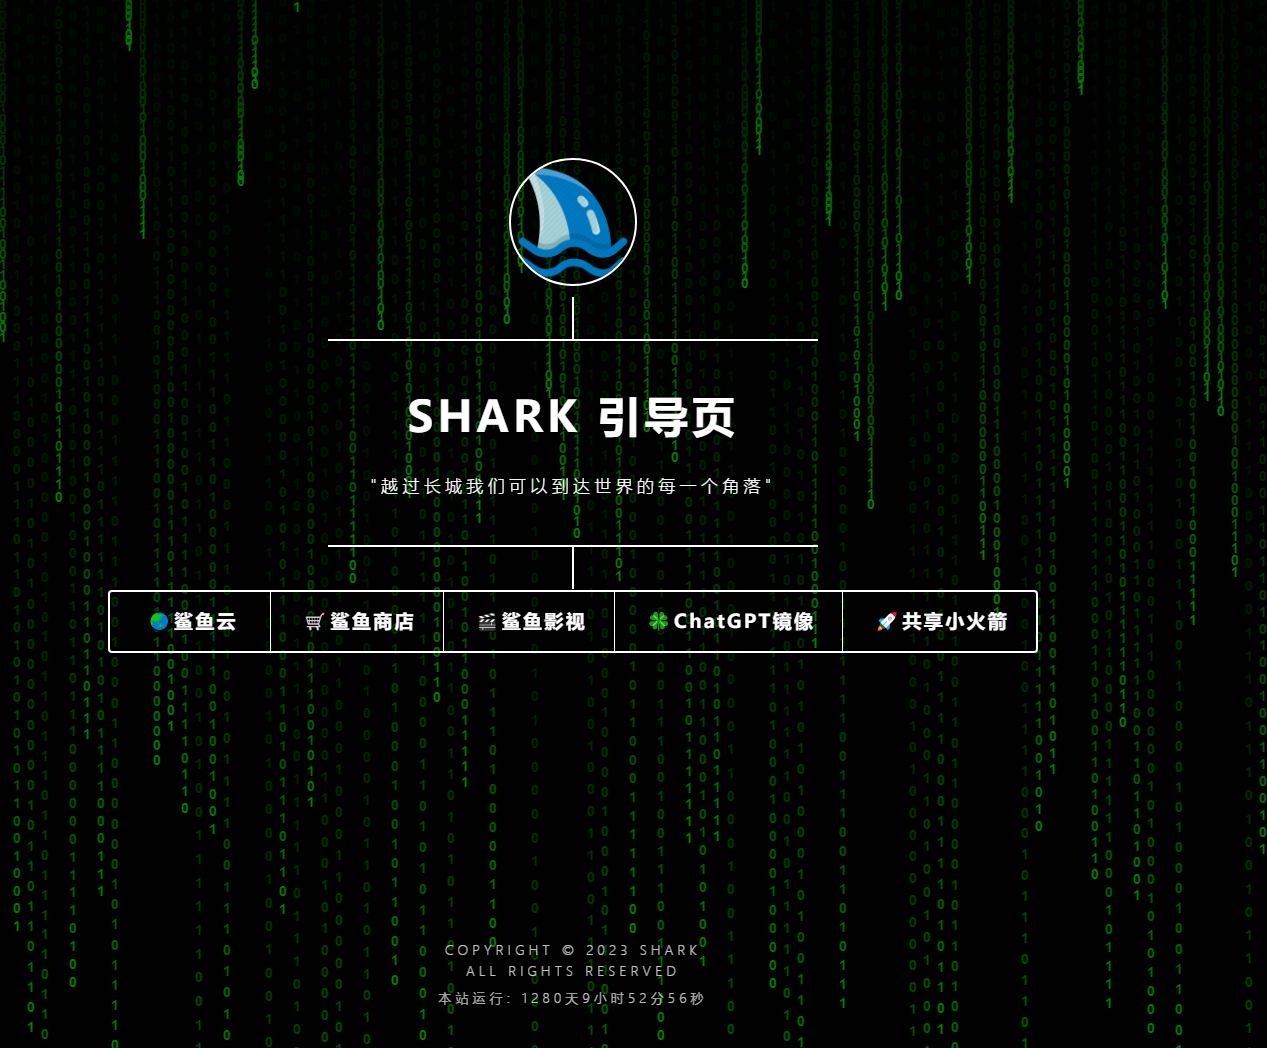 SHARK 引导页
"越过长城我们可以到达世界的每一个角落"
🌏鲨鱼云 🛒鲨鱼商店 🎬鲨鱼影视 🍀ChatGPT镜像 🚀共享小火箭
COPYRIGHT © 2023 SHARK
ALL RIGHTS RESERVED
本站运行: 1280天9小时52分56秒